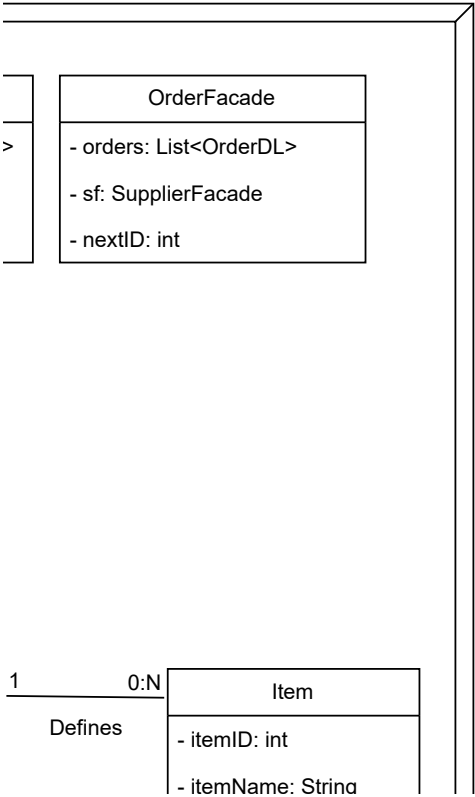 OrderFacade
>
- orders: List<OrderDL>
- sf: SupplierFacade
- nextID: int
1
0:N
Item
Defines
- itemID: int
- itemName: String